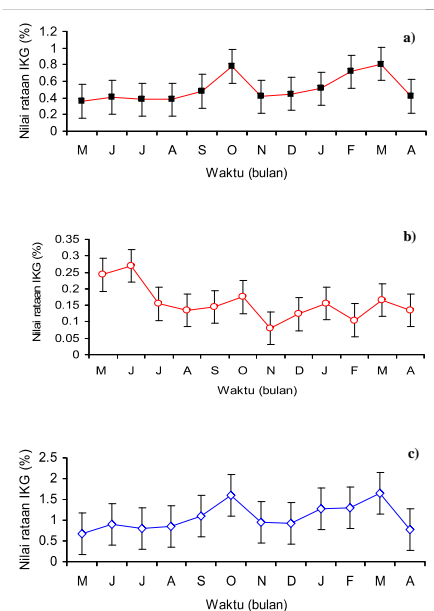 a)
Nilai rataan IKG (%)
1.2
1
0.8
0.6
0.4
0.2
0
M J J A S O N D J F M A
Waktu (bulan)
b)
Nilai rataan IKG (%)
0.35
0.3
0.25
0.2
0.15
0.1
0.05
0
M J J A S O N D J F M A
Waktu (bulan)
c)
Nilai rataan IKG (%)
2.5
2
1.5
1
0.5
0
M J J A S O N D J F M A
Waktu (bulan)